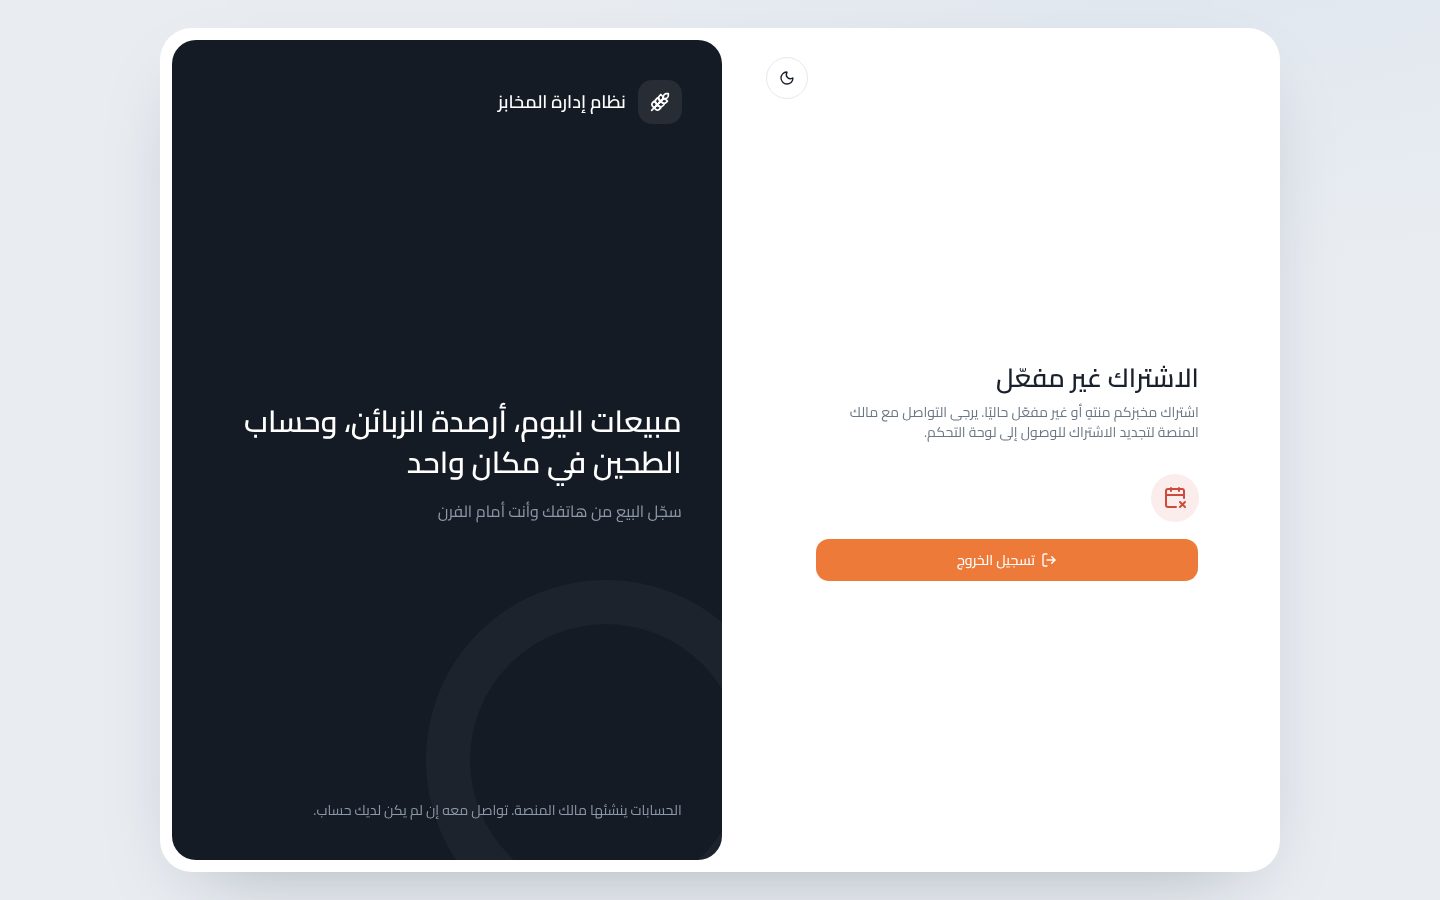 الاشتراك غير مفعّل
اشتراك مخبزكم منتهٍ أو غير مفعّل حاليًا. يرجى التواصل مع مالك
المنصة لتجديد الاشتراك للوصول إلى لوحة التحكم.
تسجيل الخروج
نظام إدارة المخابز
مبيعات اليوم، أرصدة الزبائن، وحساب
الطحين في مكان واحد
سجّل البيع من هاتفك وأنت أمام الفرن
الحسابات ينشئها مالك المنصة. تواصل معه إن لم يكن لديك حساب.